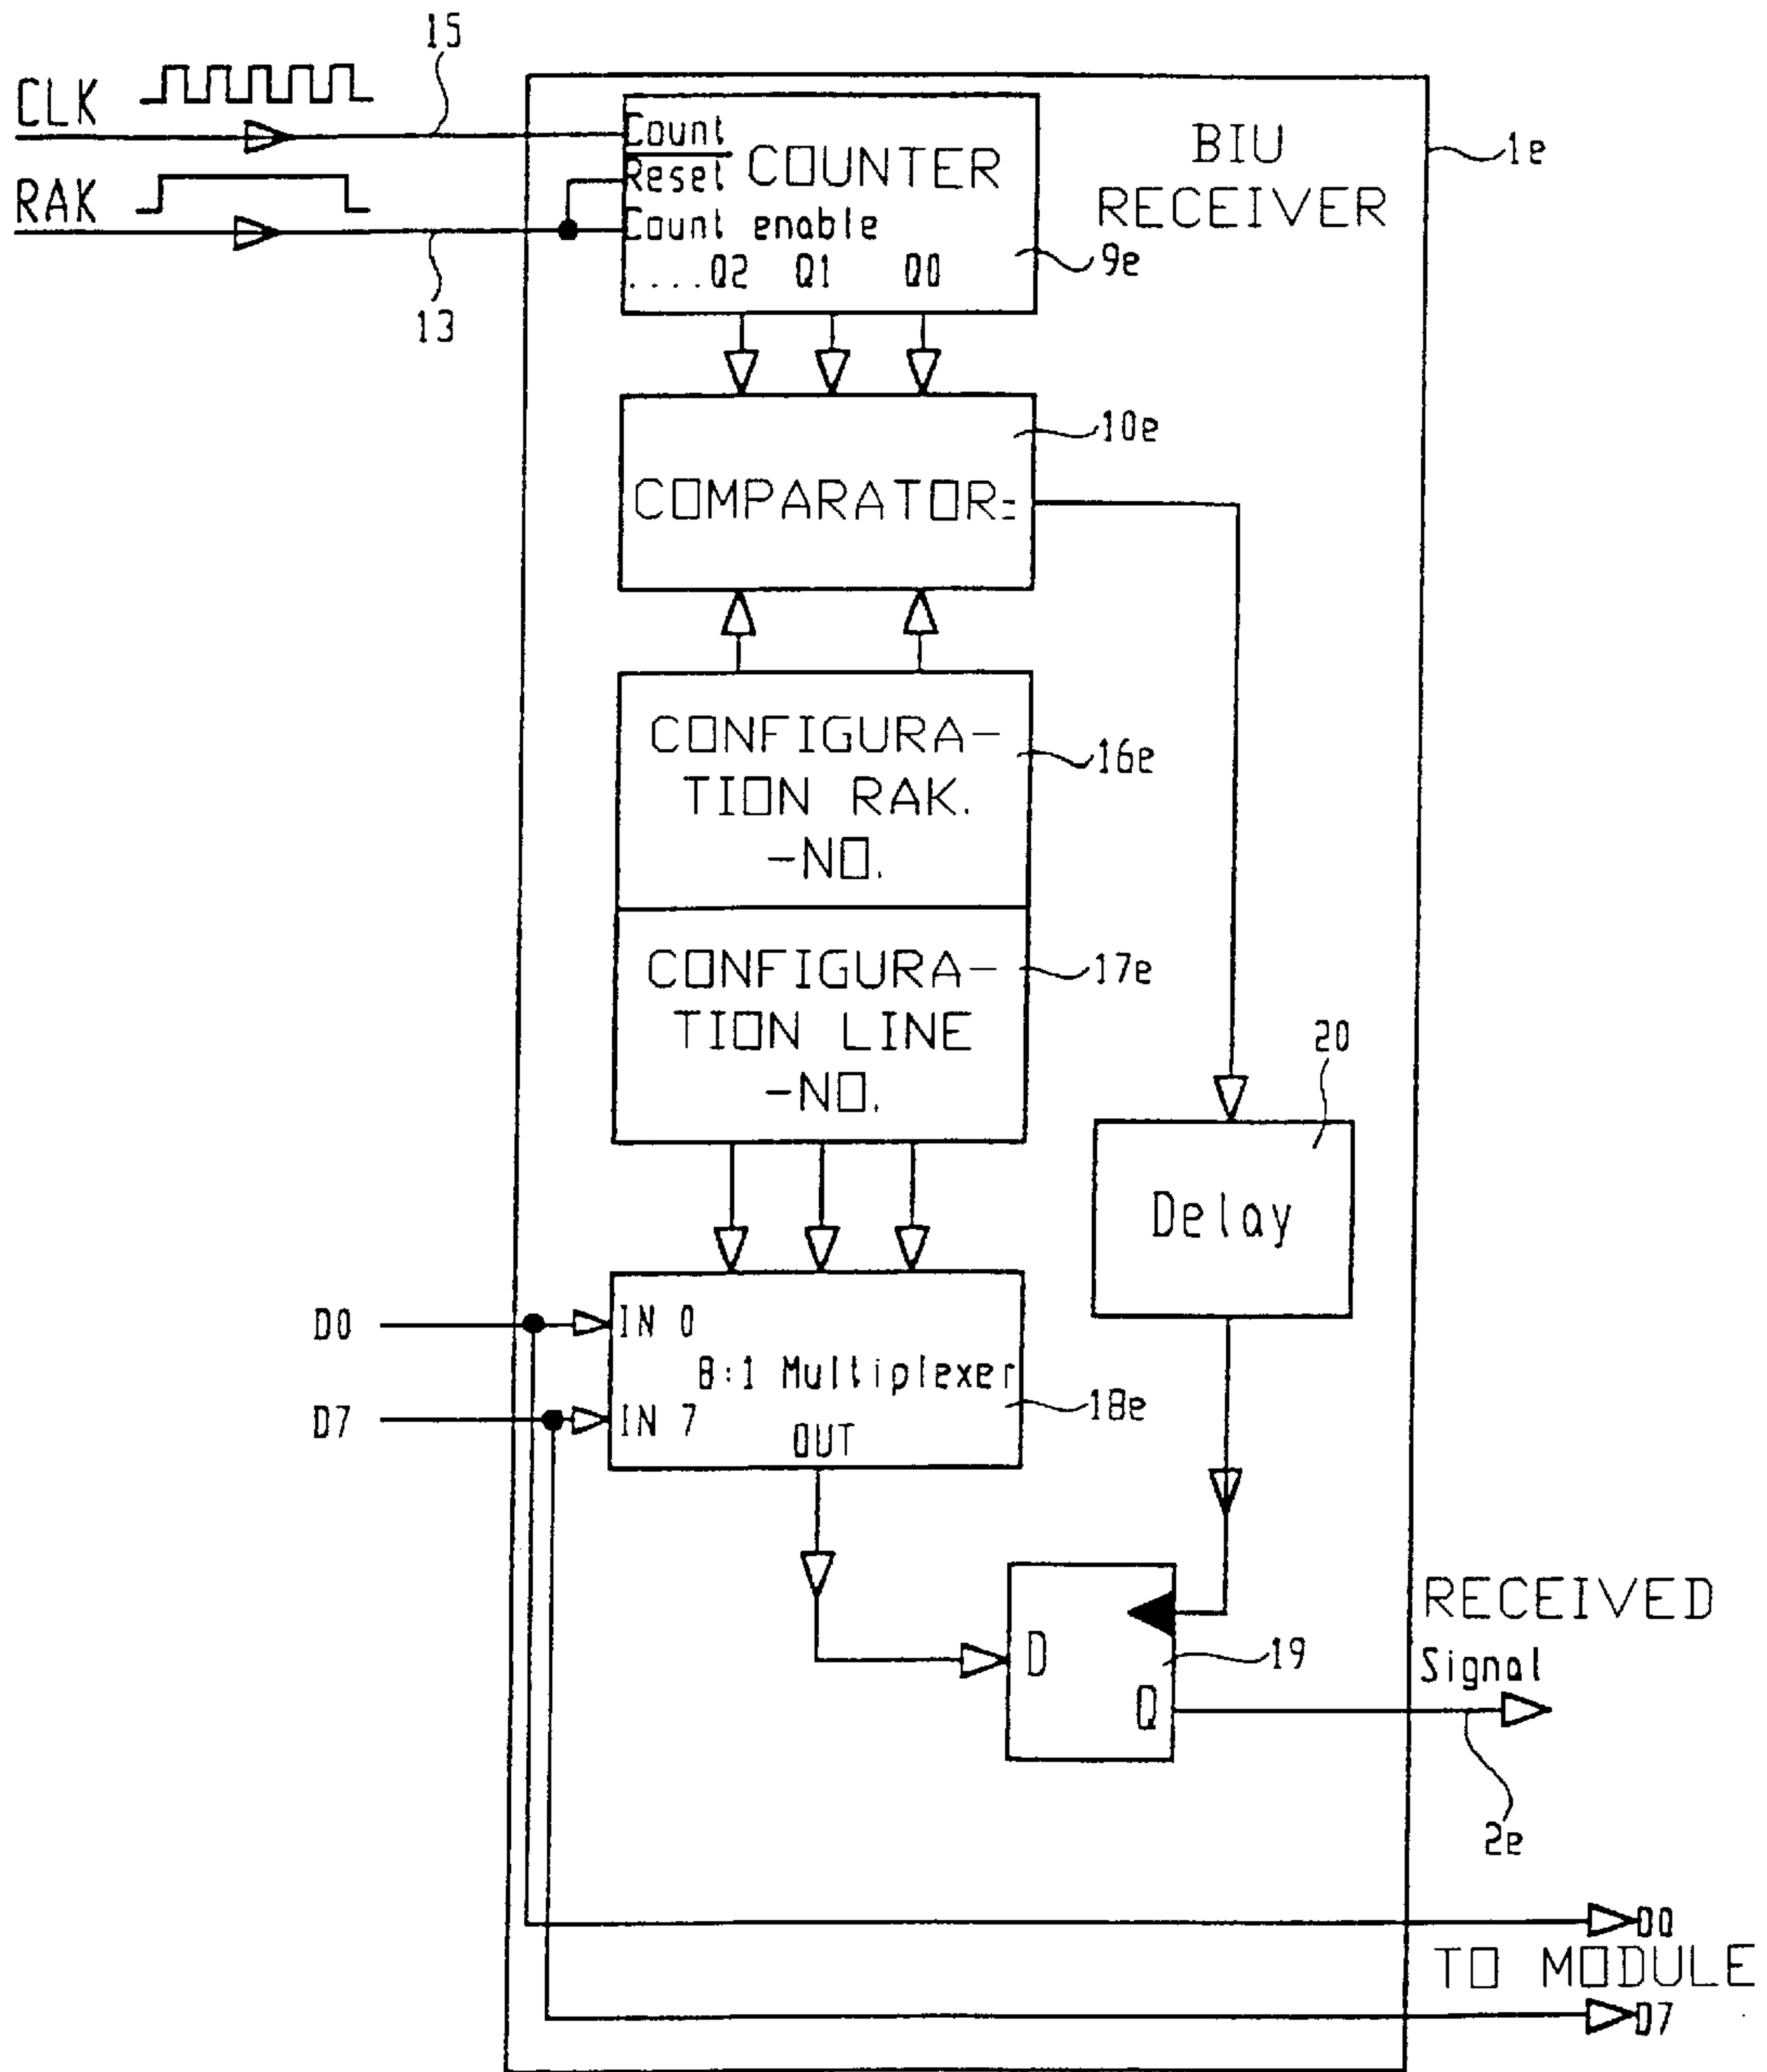 15
CLK
Count
Reset
COUNTER
BIU
RECEIVER
1e
RAK
Count enable
....Q2 Q1 Q0
9e
13
10e
COMPARATOR=
CONFIGURA-
TION RAK.
-NO.
16e
CONFIGURA-
TION LINE
-NO.
17e
20
Delay
D0
IN 0
8:1 Multiplexer
D7
IN 7
OUT
18e
D
Q
19
RECEIVED
Signal
2e
D0
TO MODULE
D7